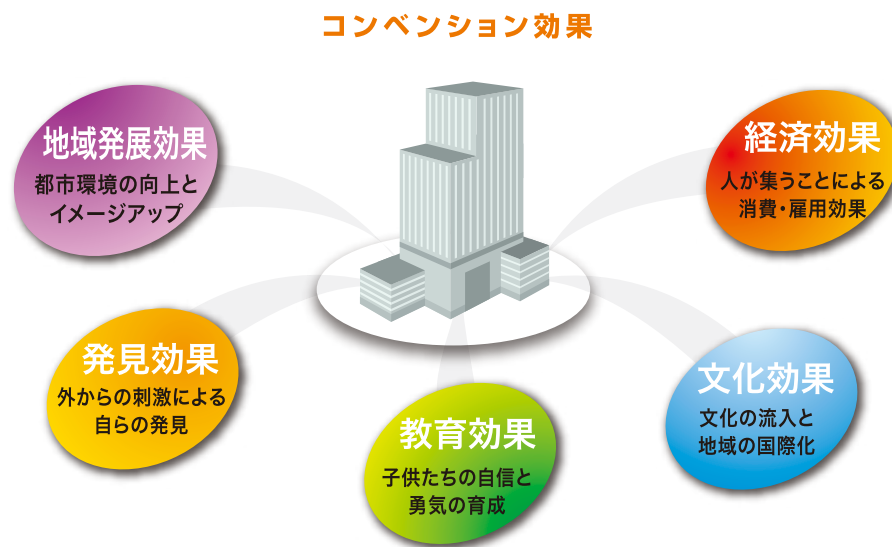 コンベンション効果
地域発展効果
都市環境の向上と
イメージアップ
経済効果
人が集うことによる
消費・雇用効果
発見効果
外からの刺激による
自らの発見
文化効果
文化の流入と
地域の国際化
教育効果
子供たちの自信と
勇気の育成